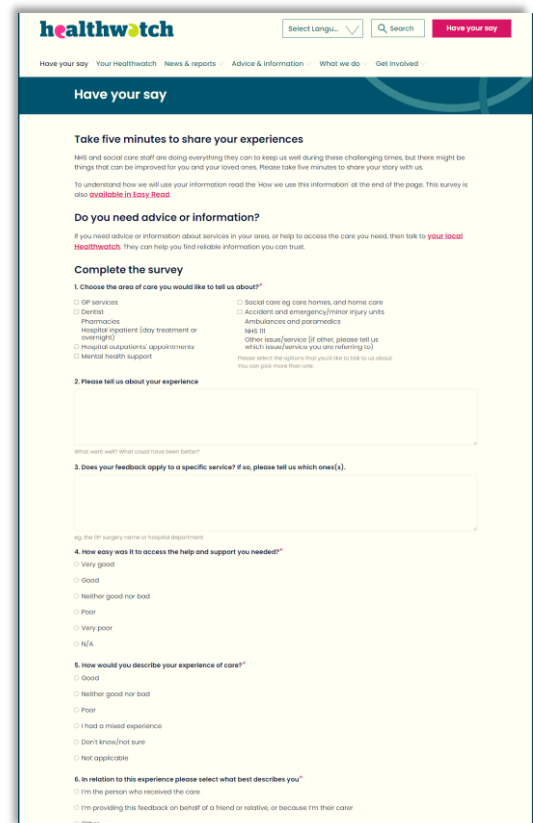 healthwatch
Select Langu... Search Have your say
Have your say Your Healthwatch News & reports Advice & information What we do Get Involved
Have your say
Take five minutes to share your experiences
NHS and social care staff are doing everything they can to keep us well during these challenging times, but there might be
things that can be improved for you and your loved ones. Please take five minutes to share your story with us.
To understand how we will use your information read the 'How we use this information' at the end of the page. This survey is
also available in Easy Read.
Do you need advice or information?
If you need advice or information about services in your area, or help to access the care you need, then talk to your local
Healthwatch. They can help you find reliable information you can trust.
Complete the survey
1. Choose the area of care you would like to tell us about?*
GP services
Dentist
Pharmacies
Hospital inpatient (day treatment or
overnight)
Hospital outpatients' appointments
Mental health support
Social care eg care homes, and home care
Accident and emergency/minor injury units
Ambulances and paramedics
NHS 111
Other issue/service (if other, please tell us
which issue/service you are referring to)
Please select the options that you'd like to talk to us about.
You can pick more than one.
2. Please tell us about your experience
What went well? What could have been better?
3. Does your feedback apply to a specific service? If so, please tell us which ones(s).
eg. the GP surgery name or hospital department
4. How easy was it to access the help and support you needed?*
Very good
Good
Neither good nor bad
Poor
Very poor
N/A
5. How would you describe your experience of care?*
Good
Neither good nor bad
Poor
I had a mixed experience
Don't know/not sure
Not applicable
6. In relation to this experience please select what best describes you*
I'm the person who received the care
I'm providing this feedback on behalf of a friend or relative, or because I'm their carer